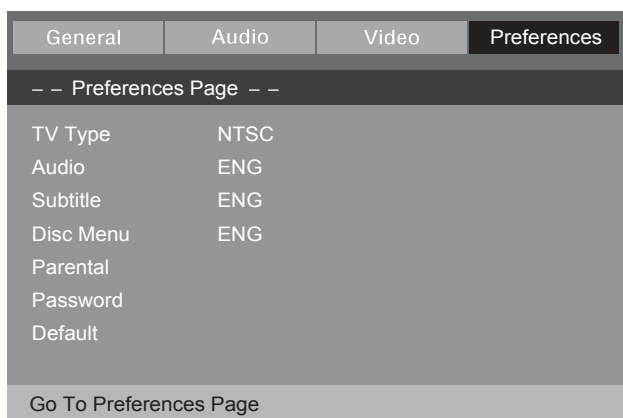 General Audio Video Preferences
– – Preferences Page – –
TV Type NTSC
Audio ENG
Subtitle ENG
Disc Menu ENG
Parental
Password
Default
Go To Preferences Page